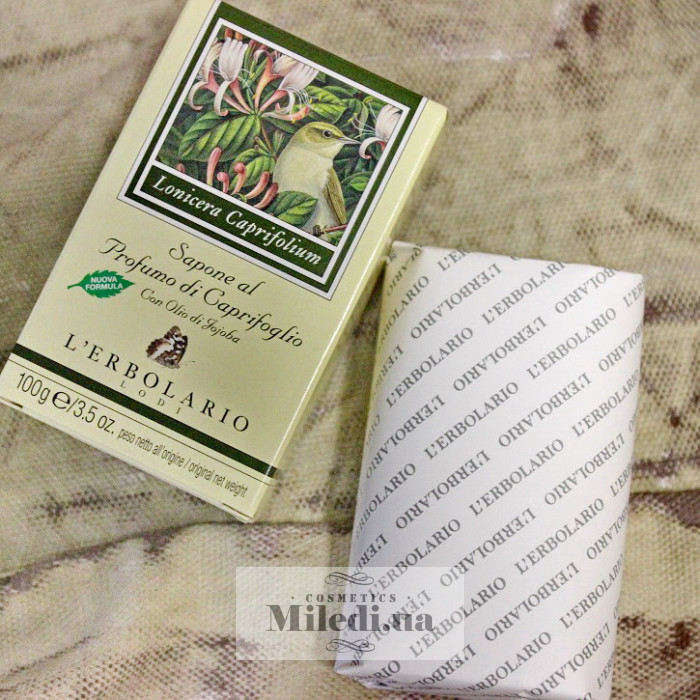 Lonicera Caprifolium
Sapone al
Profumo di Caprifoglio
Con Olio di Jojoba
NUOVA
FORMULA
L'ERBOLARIO
LODI
100g e/3.5 oz. peso netto all'origine / original net weight
L'ERBOLARIO L'ERBOLARIO L'ERBOLARIO
COSMETICS
Miledi.ua